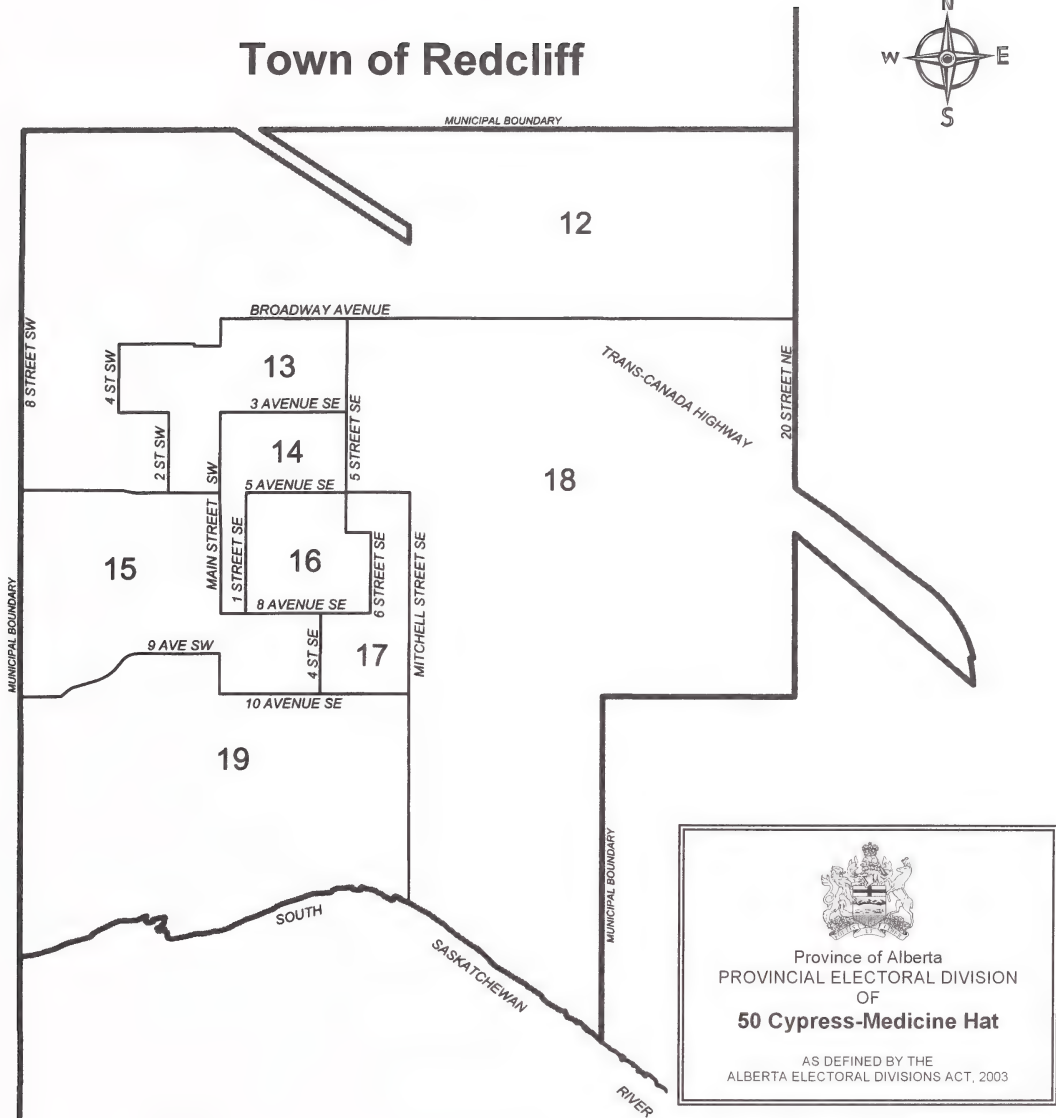 N
W E
S
Town of Redcliff
MUNICIPAL BOUNDARY
12
BROADWAY AVENUE
8 STREET SW
4 ST SW
13
TRANS-CANADA HIGHWAY
20 STREET NE
3 AVENUE SE
2 ST SW
14
5 STREET SE
MAIN STREET SW
5 AVENUE SE
18
15
1 STREET SE
16
6 STREET SE
MITCHELL STREET SE
8 AVENUE SE
MUNICIPAL BOUNDARY
9 AVE SW
4 ST SE
17
10 AVENUE SE
19
MUNICIPAL BOUNDARY
SOUTH
SASKATCHEWAN
RIVER
Province of Alberta
PROVINCIAL ELECTORAL DIVISION
OF
50 Cypress-Medicine Hat
AS DEFINED BY THE
ALBERTA ELECTORAL DIVISIONS ACT, 2003